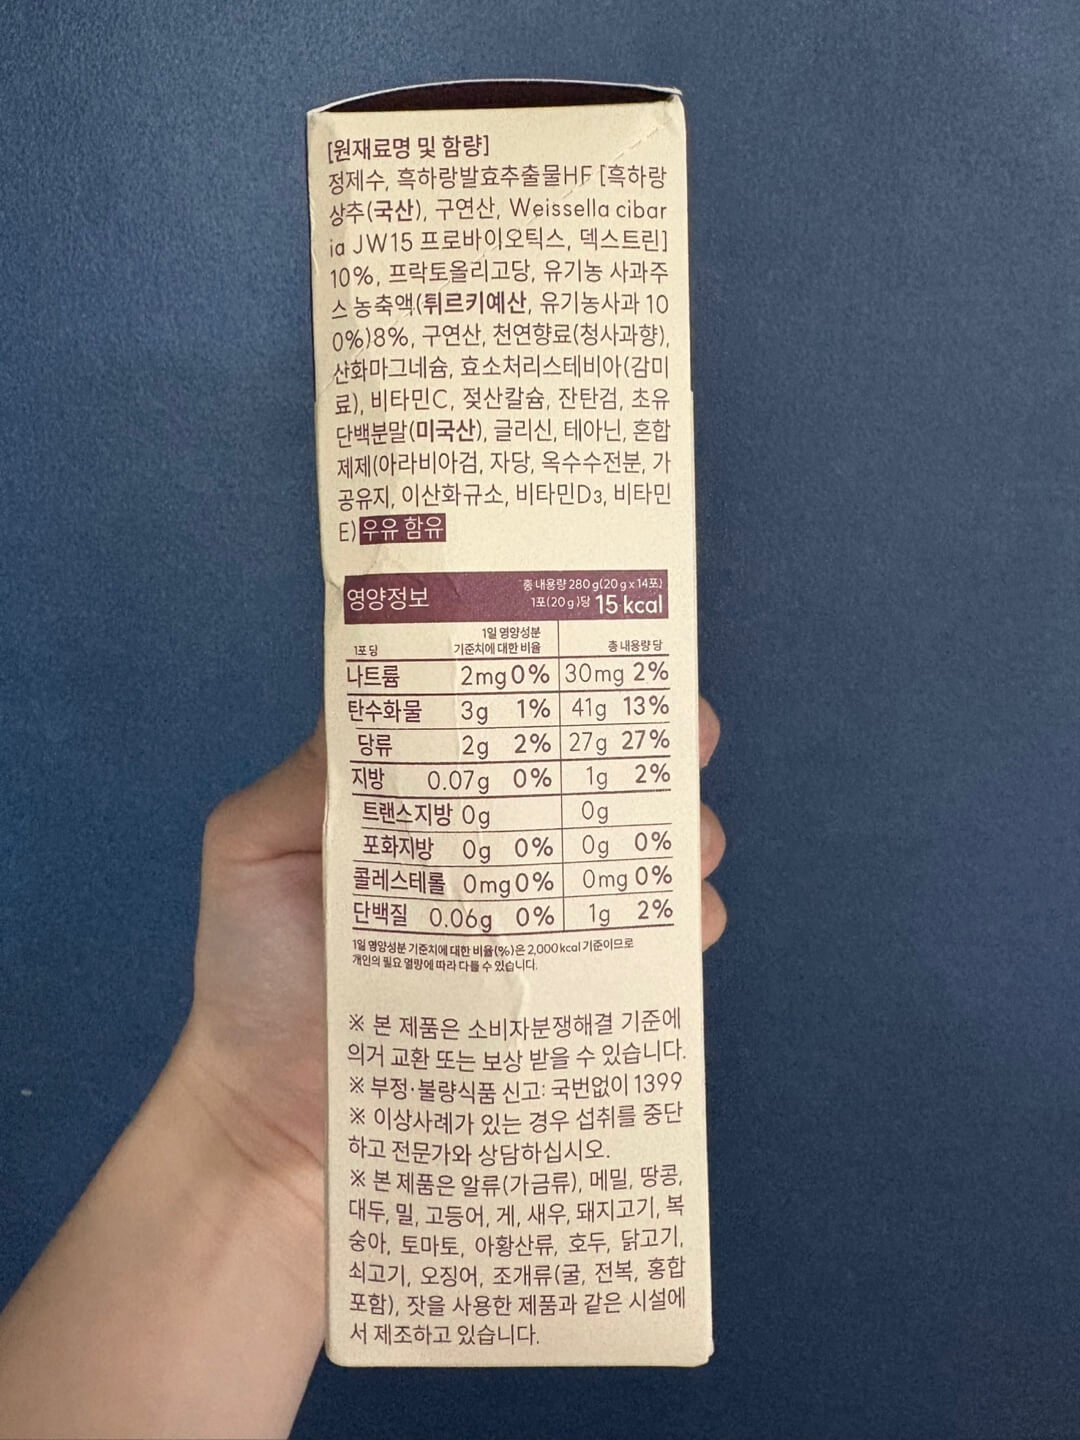 [원재료명 및 함량]
정제수, 흑하랑발효추출물HF [흑하랑
상추(국산), 구연산, Weissella cibar
ia JW15 프로바이오틱스, 덱스트린]
10%, 프락토올리고당, 유기농 사과주
스 농축액(튀르키예산, 유기농사과 10
0%)8%, 구연산, 천연향료(청사과향),
산화마그네슘, 효소처리스테비아(감미
료), 비타민C, 젖산칼슘, 잔탄검, 초유
단백분말(미국산), 글리신, 테아닌, 혼합
제제(아라비아검, 자당, 옥수수전분, 가
공유지, 이산화규소, 비타민D3, 비타민
E) 우유 함유
영양정보 총 내용량 280 g(20 g x 14포)
1포(20 g)당 15 kcal
1포당 1일 영양성분 기준치에 대한 비율 총 내용량당
나트륨 2mg 0% 30mg 2%
탄수화물 3g 1% 41g 13%
당류 2g 2% 27g 27%
지방 0.07g 0% 1g 2%
트랜스지방 0g 0g
포화지방 0g 0% 0g 0%
콜레스테롤 0mg 0% 0mg 0%
단백질 0.06g 0% 1g 2%
1일 영양성분 기준치에 대한 비율(%)은 2,000kcal 기준이므로
개인의 필요 열량에 따라 다를 수 있습니다.
※ 본 제품은 소비자분쟁해결 기준에
의거 교환 또는 보상 받을 수 있습니다.
※ 부정·불량식품 신고: 국번없이 1399
※ 이상사례가 있는 경우 섭취를 중단
하고 전문가와 상담하십시오.
※ 본 제품은 알류(가금류), 메밀, 땅콩,
대두, 밀, 고등어, 게, 새우, 돼지고기, 복
숭아, 토마토, 아황산류, 호두, 닭고기,
쇠고기, 오징어, 조개류(굴, 전복, 홍합
포함), 잣을 사용한 제품과 같은 시설에
서 제조하고 있습니다.